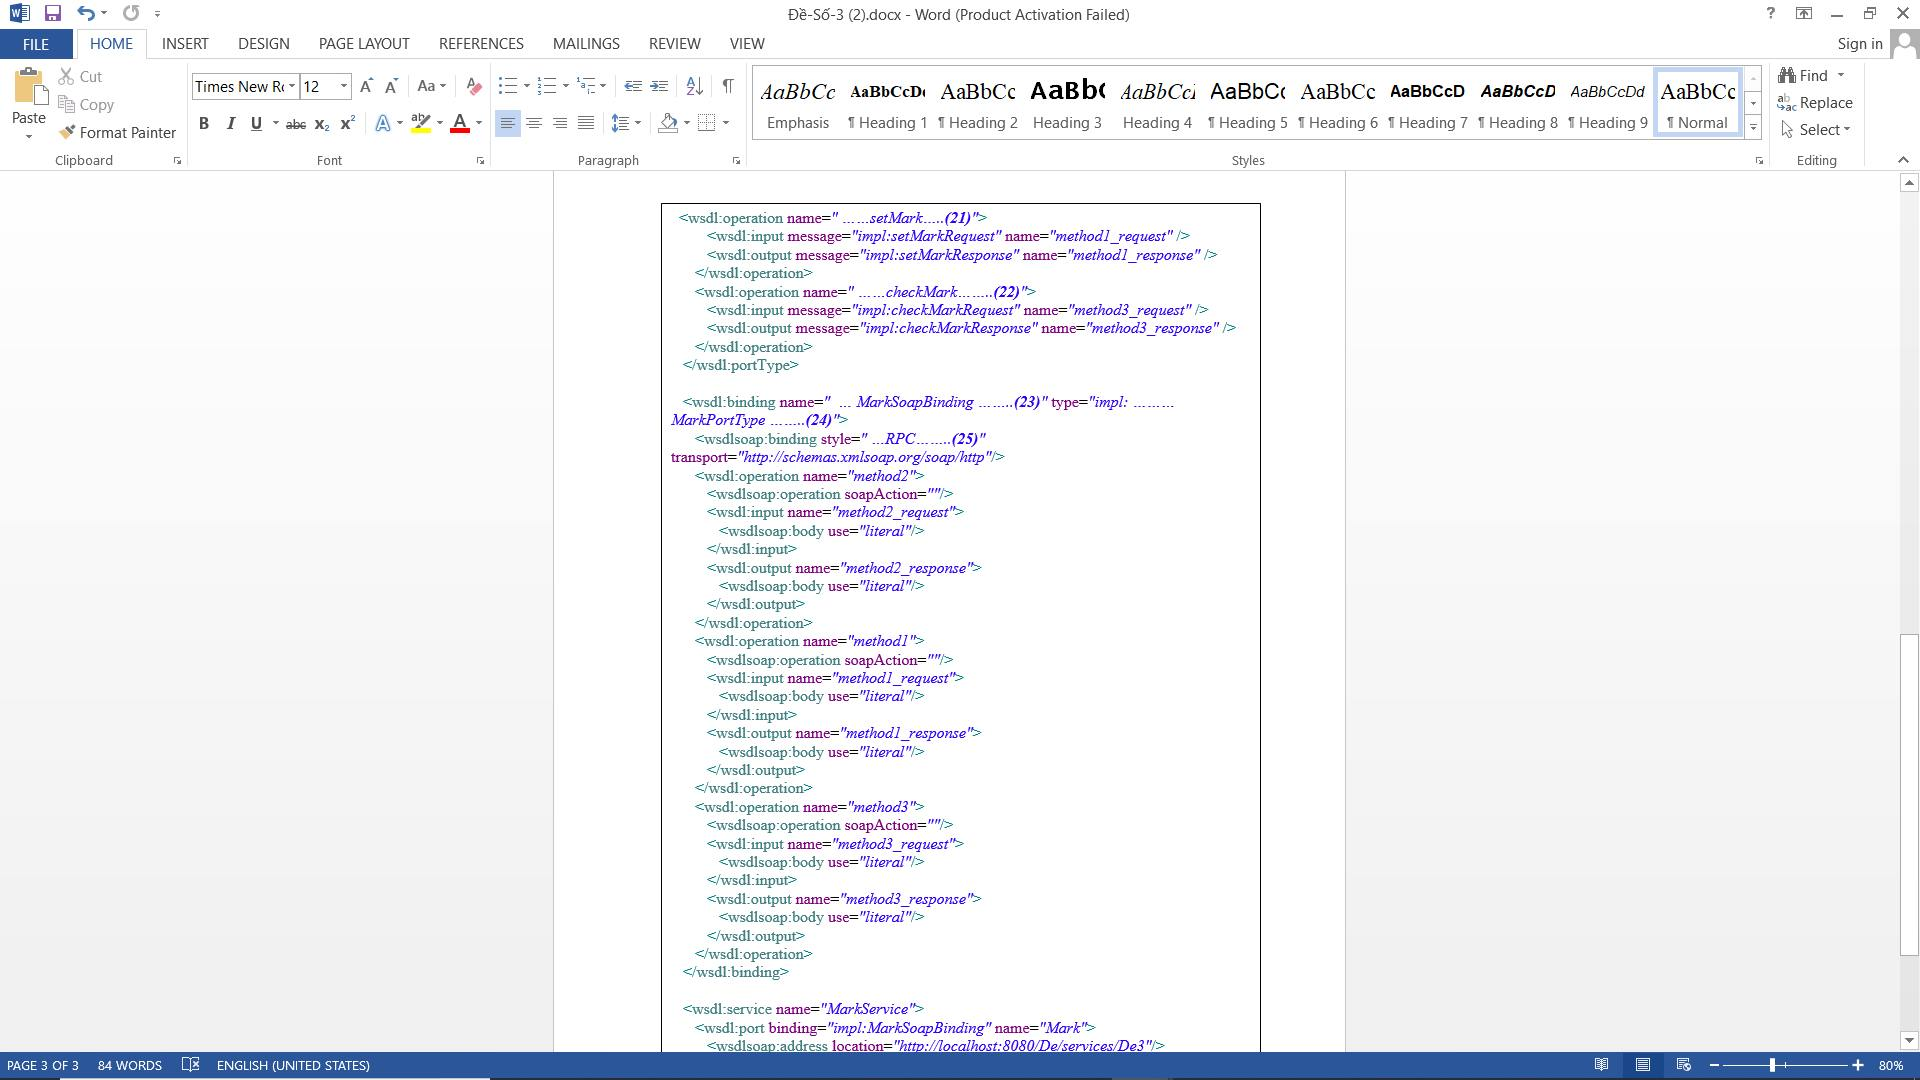 Đề-Số-3 (2).docx - Word (Product Activation Failed)
FILE HOME INSERT DESIGN PAGE LAYOUT REFERENCES MAILINGS REVIEW VIEW Sign in
Paste
Cut
Copy
Format Painter
Clipboard
Times New Ro 12
Font
Paragraph
AaBbCc AaBbCcDd AaBbCc AaBbC AaBbCcI AaBbCc AaBbCc AaBbCcD AaBbCcD AaBbCcDd AaBbCc
Emphasis ¶ Heading 1 ¶ Heading 2 Heading 3 Heading 4 ¶ Heading 5 ¶ Heading 6 ¶ Heading 7 ¶ Heading 8 ¶ Heading 9 ¶ Normal
Styles
Find
Replace
Select
Editing
<wsdl:operation name=" ……setMark…..(21)">
<wsdl:input message="impl:setMarkRequest" name="method1_request" />
<wsdl:output message="impl:setMarkResponse" name="method1_response" />
</wsdl:operation>
<wsdl:operation name=" ……checkMark……..(22)">
<wsdl:input message="impl:checkMarkRequest" name="method3_request" />
<wsdl:output message="impl:checkMarkResponse" name="method3_response" />
</wsdl:operation>
</wsdl:portType>
<wsdl:binding name=" … MarkSoapBinding ……..(23)" type="impl: ………
MarkPortType ……..(24)">
<wsdlsoap:binding style=" …RPC……..(25)"
transport="http://schemas.xmlsoap.org/soap/http"/>
<wsdl:operation name="method2">
<wsdlsoap:operation soapAction=""/>
<wsdl:input name="method2_request">
<wsdlsoap:body use="literal"/>
</wsdl:input>
<wsdl:output name="method2_response">
<wsdlsoap:body use="literal"/>
</wsdl:output>
</wsdl:operation>
<wsdl:operation name="method1">
<wsdlsoap:operation soapAction=""/>
<wsdl:input name="method1_request">
<wsdlsoap:body use="literal"/>
</wsdl:input>
<wsdl:output name="method1_response">
<wsdlsoap:body use="literal"/>
</wsdl:output>
</wsdl:operation>
<wsdl:operation name="method3">
<wsdlsoap:operation soapAction=""/>
<wsdl:input name="method3_request">
<wsdlsoap:body use="literal"/>
</wsdl:input>
<wsdl:output name="method3_response">
<wsdlsoap:body use="literal"/>
</wsdl:output>
</wsdl:operation>
</wsdl:binding>
<wsdl:service name="MarkService">
<wsdl:port binding="impl:MarkSoapBinding" name="Mark">
<wsdlsoap:address location="http://localhost:8080/De/services/De3"/>
PAGE 3 OF 3 84 WORDS ENGLISH (UNITED STATES) 80%